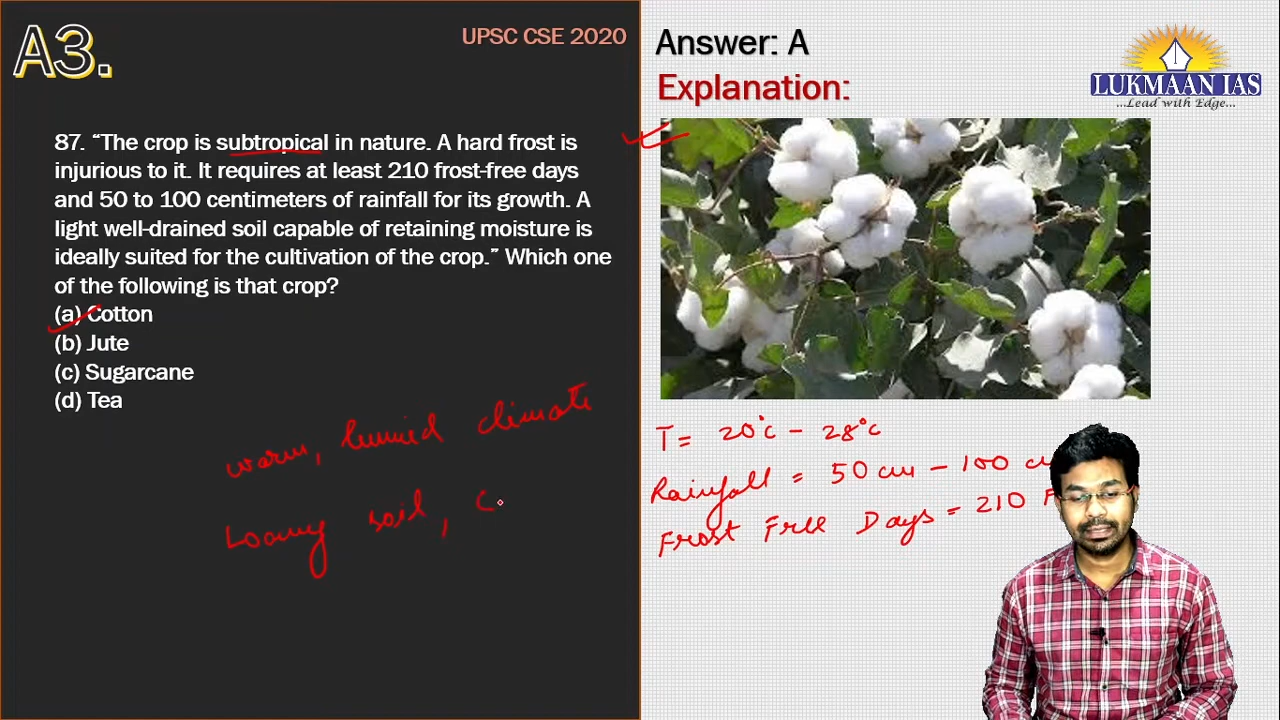 A3.
UPSC CSE 2020
87. “The crop is subtropical in nature. A hard frost is
injurious to it. It requires at least 210 frost-free days
and 50 to 100 centimeters of rainfall for its growth. A
light well-drained soil capable of retaining moisture is
ideally suited for the cultivation of the crop.” Which one
of the following is that crop?
(a) Cotton
(b) Jute
(c) Sugarcane
(d) Tea
warm, humid climate
Loamy soil, C
Answer: A
Explanation:
LUKMAAN IAS
...Lead with Edge...
T= 20°C - 28°C
Rainfall = 50 cm - 100 cm
Frost Free Days = 210 F